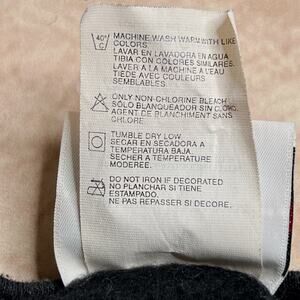 40°
C
MACHINE WASH WARM WITH LIKE
COLORS.
LAVAR EN LAVADORA EN AGUA
TIBIA CON COLORES SIMILARES.
LAVER A LA MACHINE A L'EAU
TIEDE AVEC COULEURS
SEMBLABLES.
ONLY NON-CHLORINE BLEACH
SÓLO BLANQUEADOR SIN CLORO.
AGENT DE BLANCHIMENT SANS
CHLORE
TUMBLE DRY LOW.
SECAR EN SECADORA A
TEMPERATURA BAJA.
SECHER A TEMPERATURE
MODEREE.
DO NOT IRON IF DECORATED
NO PLANCHAR SI TIENE
ESTAMPADO.
NE PAS REPASSER SI DECORE.